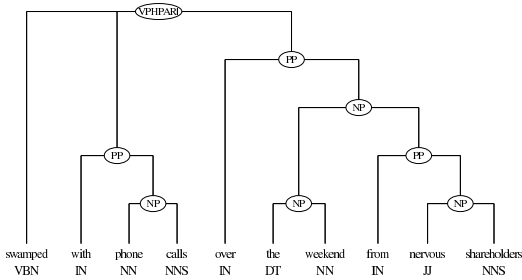 VPHPART
PP
NP
PP
PP
NP
NP
NP
swamped with phone calls over the weekend from nervous shareholders
VBN IN NN NNS IN DT NN IN JJ NNS